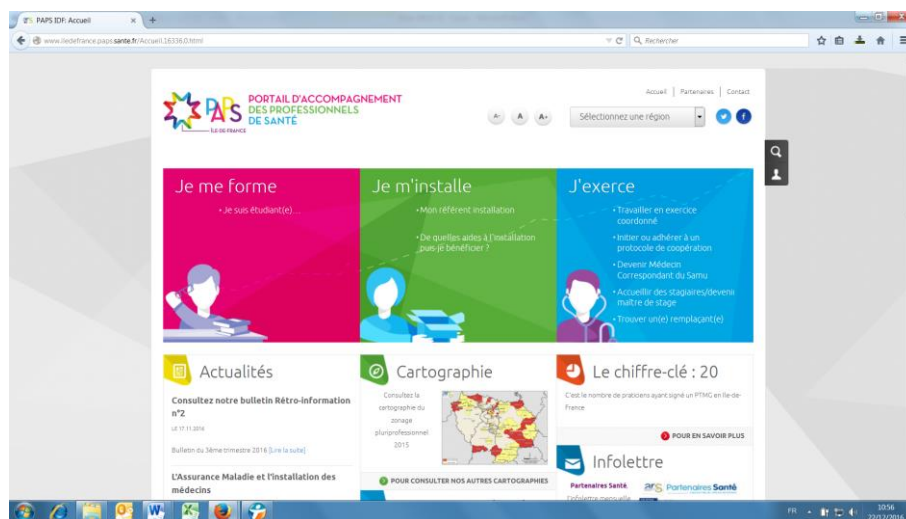 PAPS IDF: Accueil
www.iledefrance.paps.sante.fr/Accueil.16336.0.html
Rechercher
PAPS
ÎLE-DE-FRANCE
PORTAIL D'ACCOMPAGNEMENT
DES PROFESSIONNELS
DE SANTÉ
Accueil | Partenaires | Contact
A- A A+
Sélectionnez une région
Je me forme
• Je suis étudiant(e)...
Je m'installe
• Mon référent installation
• De quelles aides à l'installation
puis-je bénéficier ?
J'exerce
• Travailler en exercice
coordonné
• Initier ou adhérer à un
protocole de coopération
• Devenir Médecin
Correspondant du Samu
• Accueillir des stagiaires/devenir
maître de stage
• Trouver un(e) remplaçant(e)
Actualités
Consultez notre bulletin Rétro-information
n°2
LE 17.11.2016
Bulletin du 3ème trimestre 2016 [Lire la suite]
L'Assurance Maladie et l'installation des
médecins
Cartographie
Consultez la
cartographie du
zonage
pluriprofessionnel
2015
POUR CONSULTER NOS AUTRES CARTOGRAPHIES
Le chiffre-clé : 20
C'est le nombre de praticiens ayant signé un PTMG en Ile-de-
France
POUR EN SAVOIR PLUS
Infolettre
Partenaires Santé
l'infolettre mensuelle
ars Partenaires Santé
FR
10:56
22/12/2016